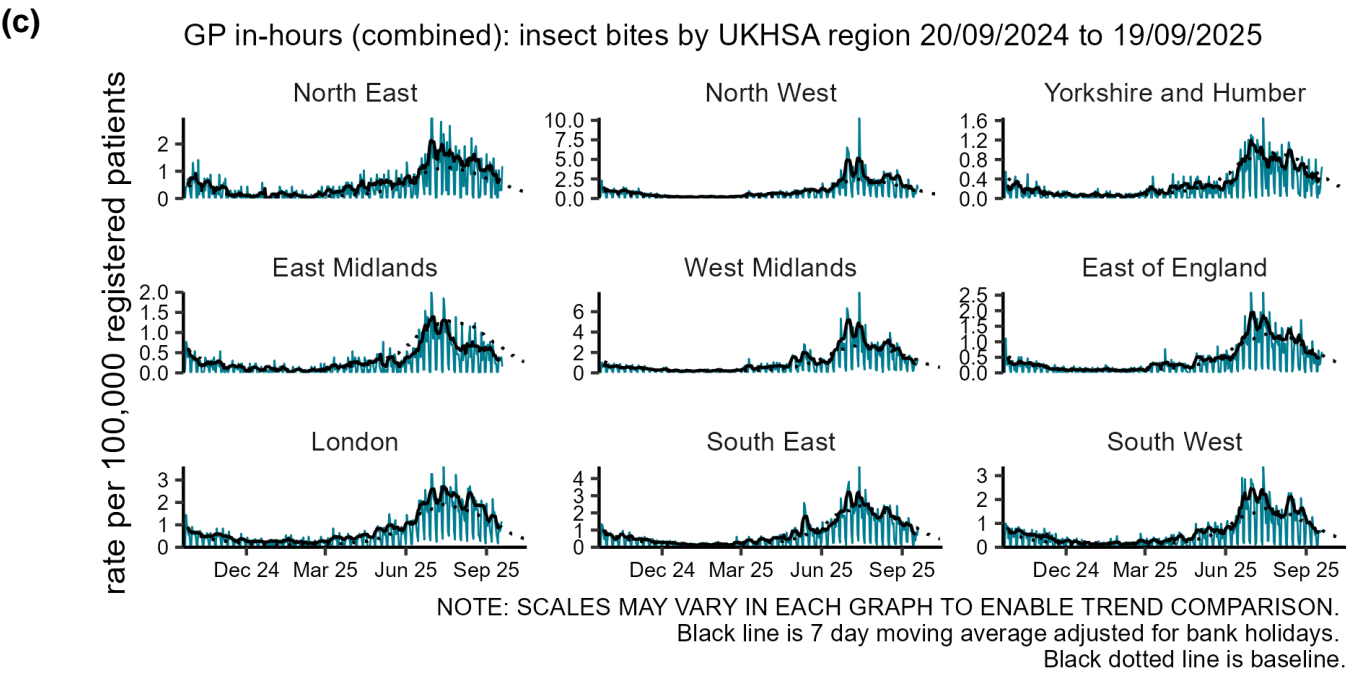 (c)
GP in-hours (combined): insect bites by UKHSA region 20/09/2024 to 19/09/2025
rate per 100,000 registered patients
North East
2
1
0
North West
10.0
7.5
5.0
2.5
0.0
Yorkshire and Humber
1.6
1.2
0.8
0.4
0.0
East Midlands
2.0
1.5
1.0
0.5
0.0
West Midlands
6
4
2
0
East of England
2.5
2.0
1.5
1.0
0.5
0.0
London
3
2
1
0
Dec 24 Mar 25 Jun 25 Sep 25
South East
4
3
2
1
0
Dec 24 Mar 25 Jun 25 Sep 25
South West
3
2
1
0
Dec 24 Mar 25 Jun 25 Sep 25
NOTE: SCALES MAY VARY IN EACH GRAPH TO ENABLE TREND COMPARISON.
Black line is 7 day moving average adjusted for bank holidays.
Black dotted line is baseline.